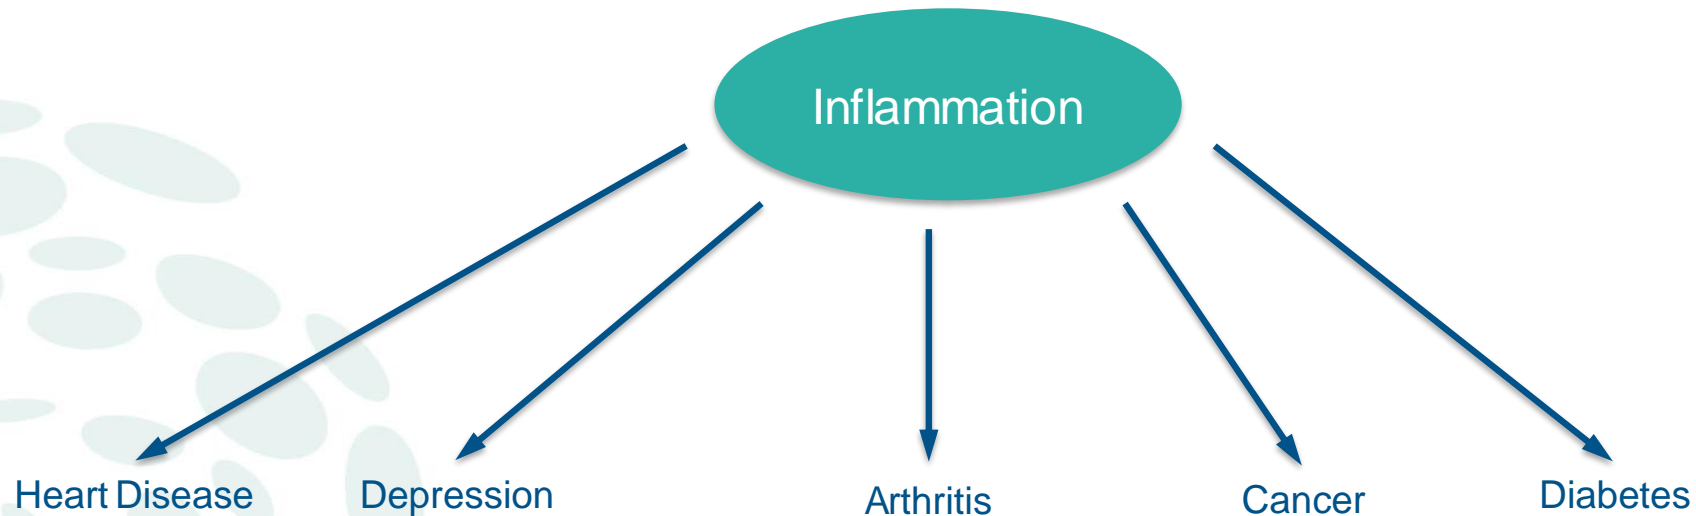 Inflammation
Heart Disease
Depression
Arthritis
Cancer
Diabetes